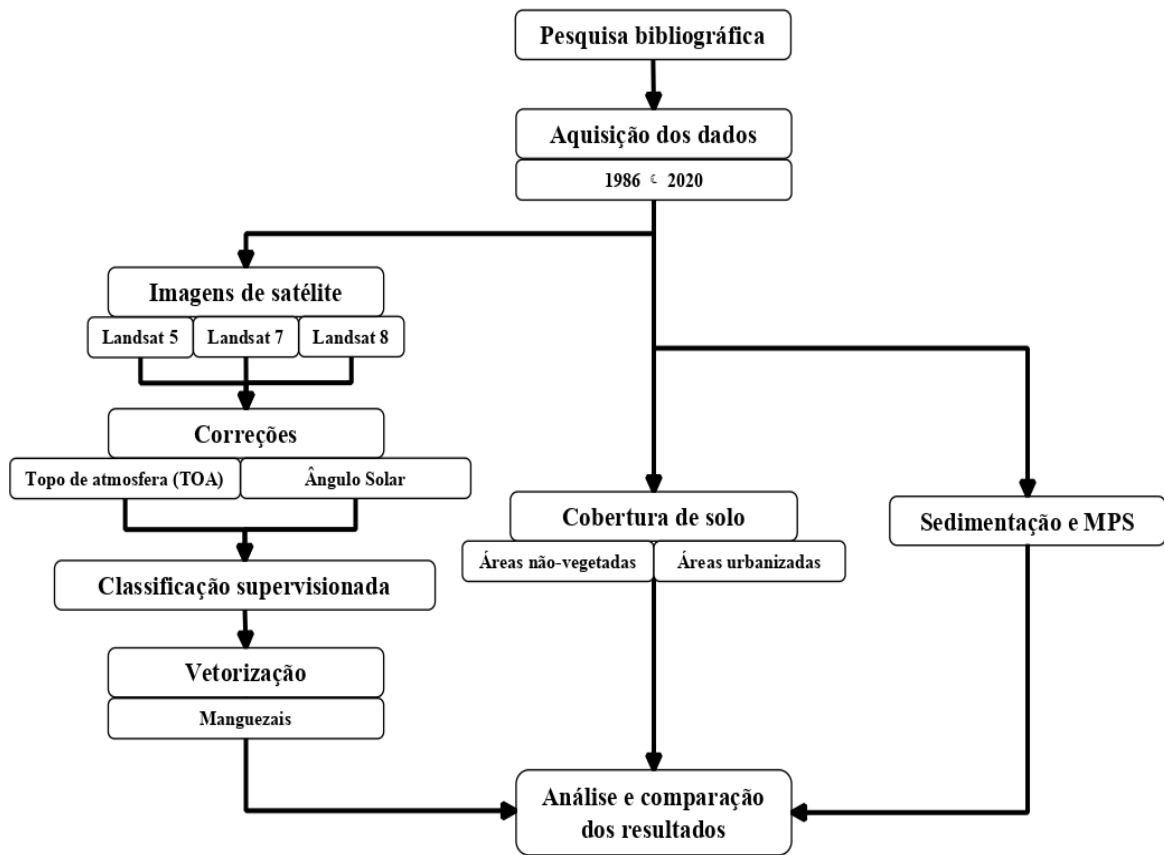 Pesquisa bibliográfica
Aquisição dos dados
1986 ␆ 2020
Imagens de satélite
Landsat 5
Landsat 7
Landsat 8
Correções
Topo de atmosfera (TOA)
Ângulo Solar
Classificação supervisionada
Vetorização
Manguezais
Cobertura de solo
Áreas não-vegetadas
Áreas urbanizadas
Sedimentação e MPS
Análise e comparação
dos resultados